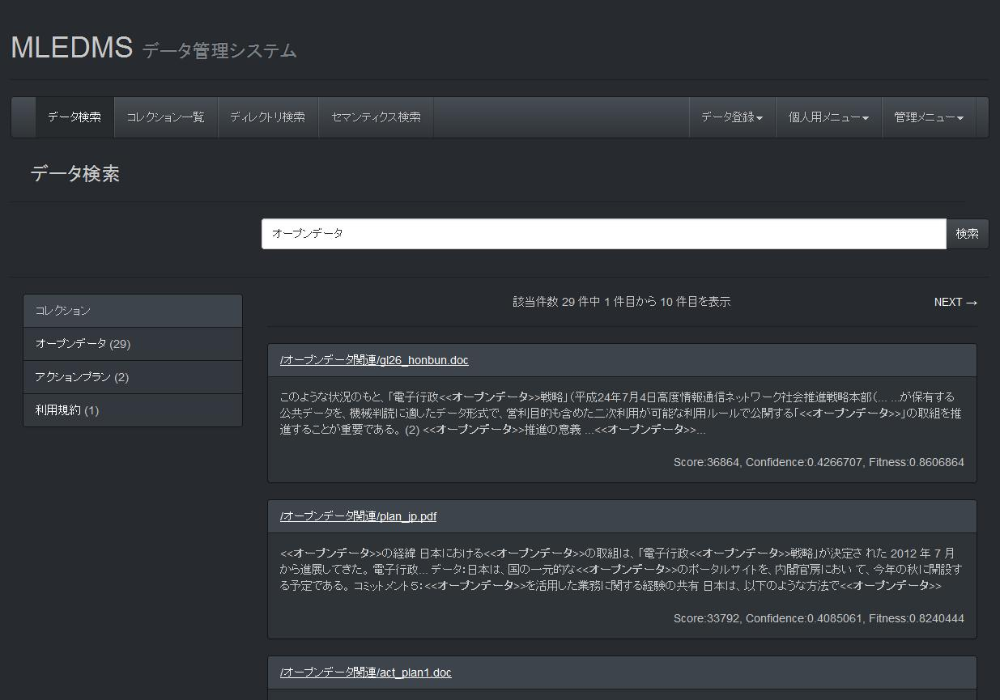 MLEDMS データ管理システム
データ検索 コレクション一覧 ディレクトリ検索 セマンティクス検索 データ登録 個人用メニュー 管理メニュー
データ検索
オープンデータ 検索
コレクション
オープンデータ (29)
アクションプラン (2)
利用規約 (1)
該当件数 29 件中 1 件目から 10 件目を表示 NEXT →
/オープンデータ関連/gl26_honbun.doc
このような状況のもと、「電子行政<<オープンデータ>>戦略」（平成24年7月4日高度情報通信ネットワーク社会推進戦略本部（... ...が保有する
公共データを、機械判読に適したデータ形式で、営利目的も含めた二次利用が可能な利用ルールで公開する「<<オープンデータ>>」の取組を推
進することが重要である。 (2) <<オープンデータ>>推進の意義 ...<<オープンデータ>>...
Score:36864, Confidence:0.4266707, Fitness:0.8606864
/オープンデータ関連/plan_jp.pdf
<<オープンデータ>>の経緯 日本における<<オープンデータ>>の取組は、「電子行政<<オープンデータ>>戦略」が決定さ れた 2012 年 7 月
から進展してきた。 電子行政... データ：日本は、国の一元的な<<オープンデータ>>のポータルサイトを、内閣官房におい て、今年の秋に開設す
る予定である。 コミットメント５：<<オープンデータ>>を活用した業務に関する経験の共有 日本は、以下のような方法で<<オープンデータ>>
Score:33792, Confidence:0.4085061, Fitness:0.8240444
/オープンデータ関連/act_plan1.doc